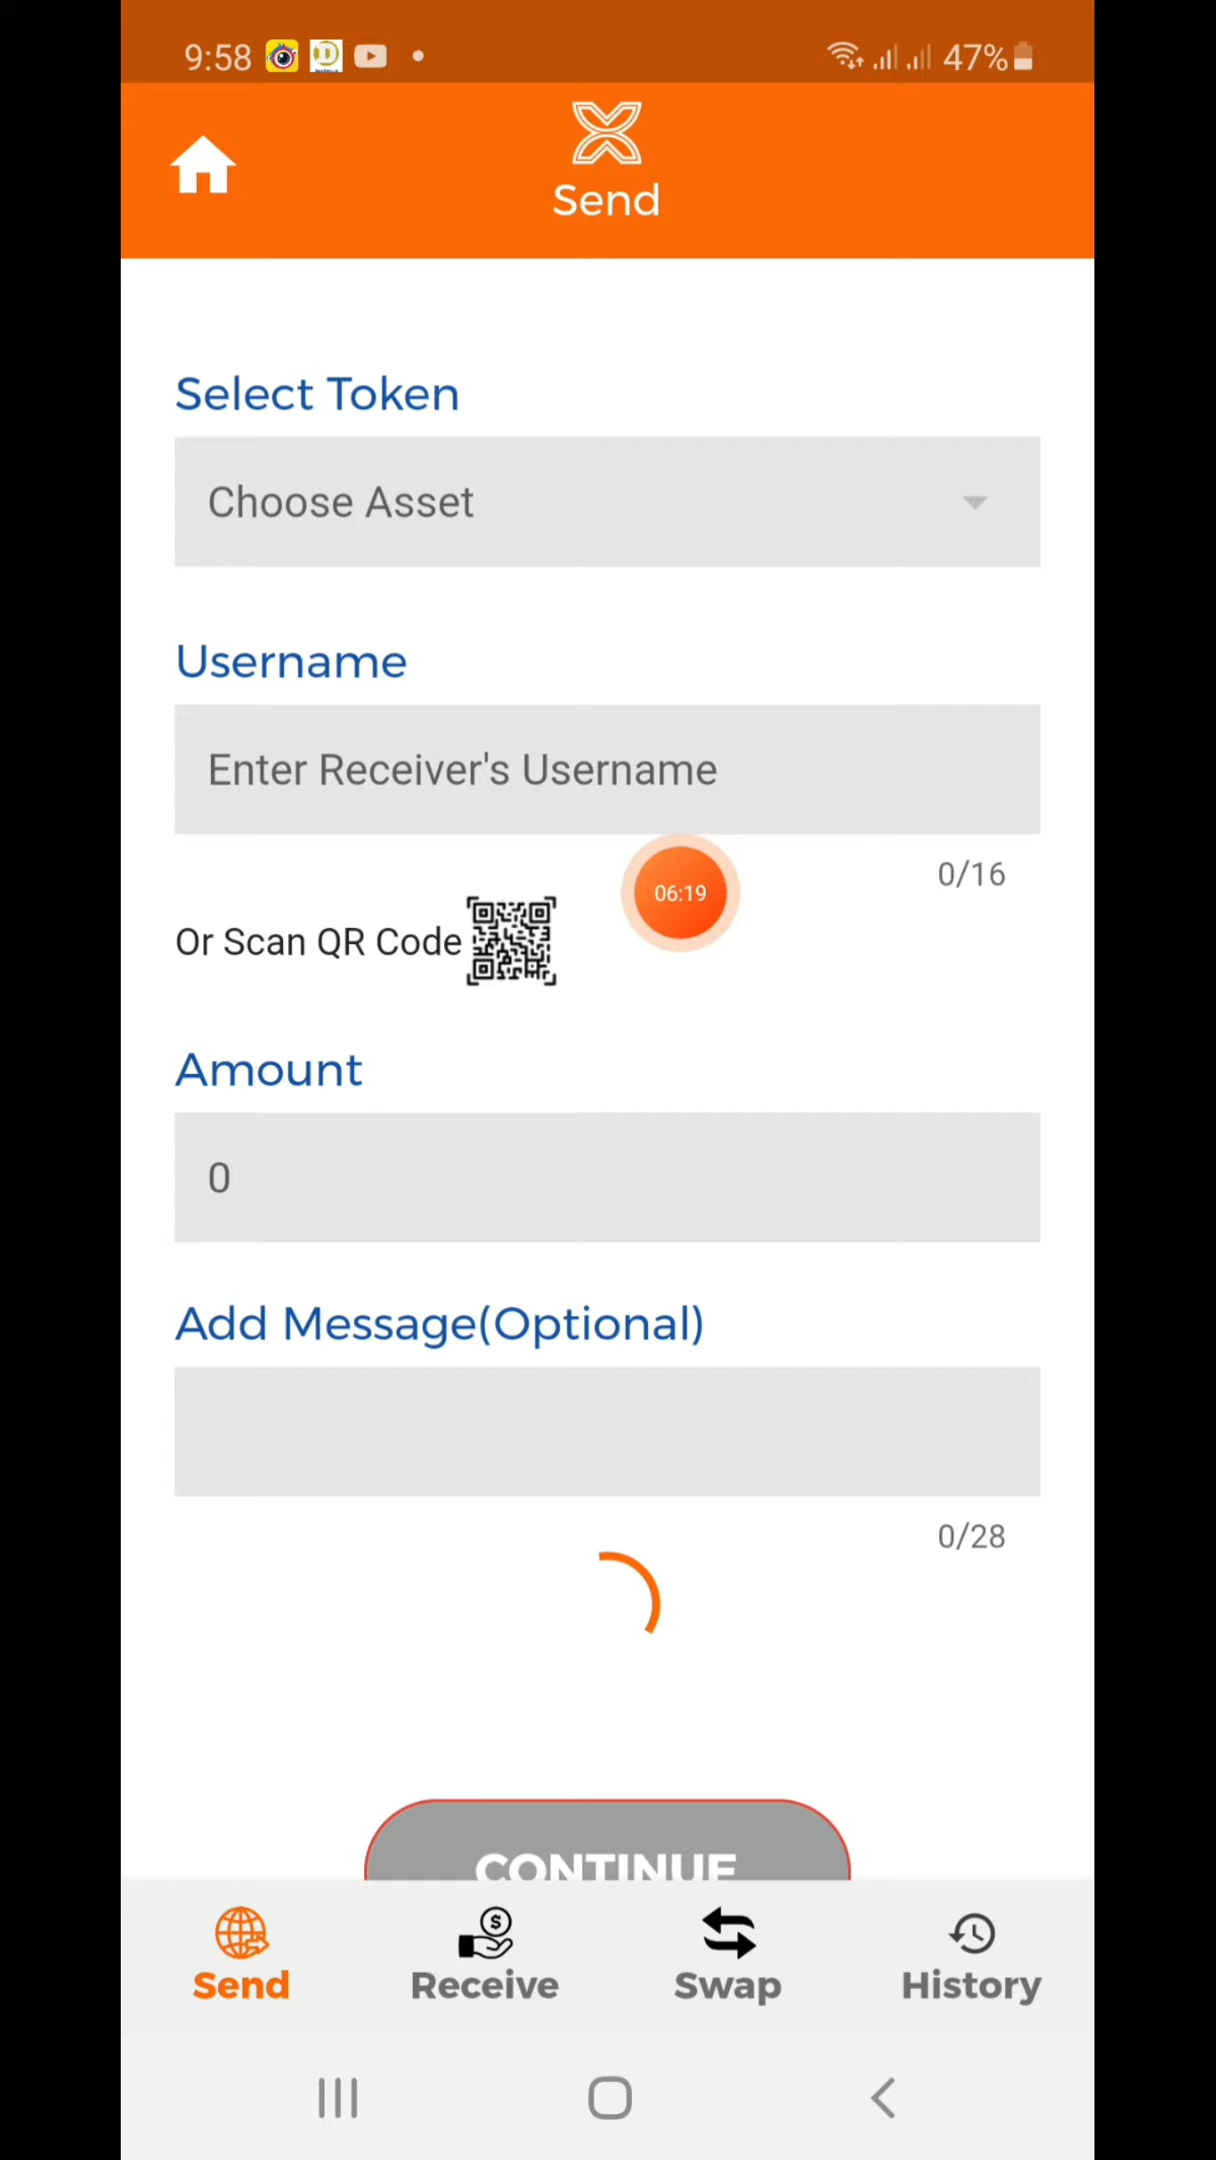 9:58
47%
Send
Select Token
Choose Asset
Username
Enter Receiver's Username
0/16
06:19
Or Scan QR Code
Amount
0
Add Message(Optional)
0/28
CONTINUE
Send
Receive
Swap
History